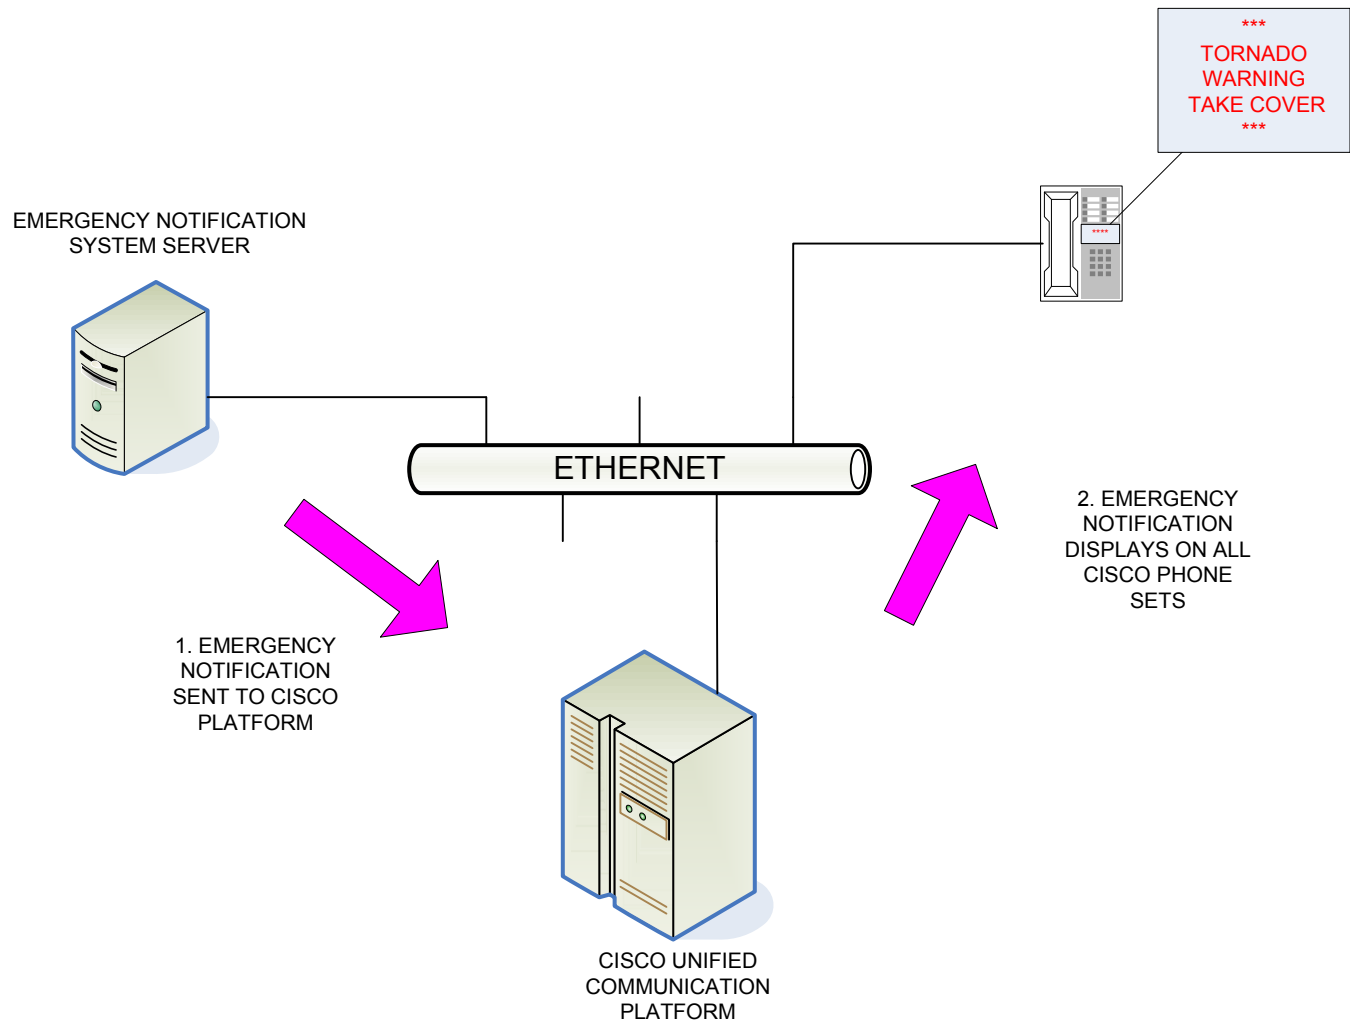 ***
TORNADO
WARNING
TAKE COVER
***
****
EMERGENCY NOTIFICATION
SYSTEM SERVER
ETHERNET
2. EMERGENCY
NOTIFICATION
DISPLAYS ON ALL
CISCO PHONE
SETS
1. EMERGENCY
NOTIFICATION
SENT TO CISCO
PLATFORM
CISCO UNIFIED
COMMUNICATION
PLATFORM